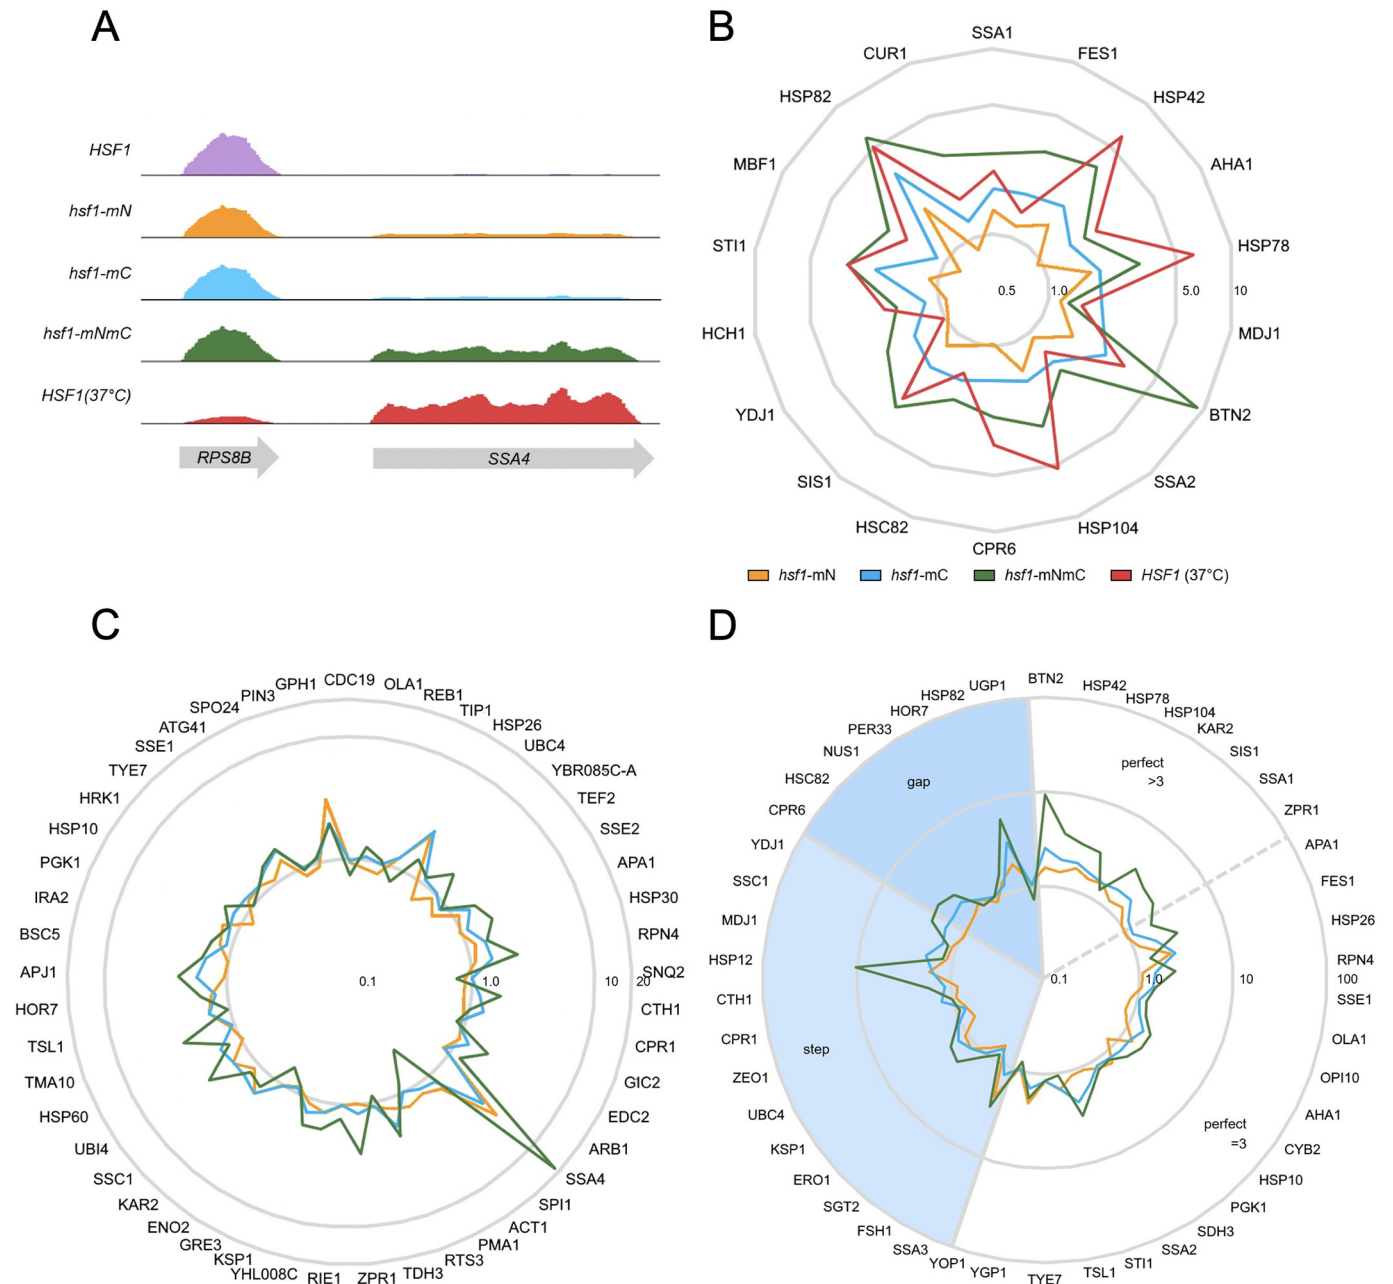 A
HSF1
hsf1-mN
hsf1-mC
hsf1-mNmC
HSF1(37°C)
RPS8B
SSA4
B
SSA1
FES1
HSP42
AHA1
HSP78
MDJ1
BTN2
SSA2
HSP104
CPR6
HSC82
SIS1
YDJ1
HCH1
STI1
MBF1
HSP82
CUR1
0.5
1.0
5.0
10
hsf1-mN
hsf1-mC
hsf1-mNmC
HSF1 (37°C)
C
CDC19
OLA1
REB1
TIP1
HSP26
UBC4
YBR085C-A
TEF2
SSE2
APA1
HSP30
RPN4
SNQ2
CTH1
CPR1
GIC2
EDC2
ARB1
SSA4
SPI1
ACT1
PMA1
RTS3
TDH3
ZPR1
RIE1
YHL008C
KSP1
GRE3
ENO2
KAR2
SSC1
UBI4
HSP60
TMA10
TSL1
HOR7
APJ1
BSC5
IRA2
PGK1
HSP10
HRK1
TYE7
SSE1
ATG41
SPO24
PIN3
GPH1
0.1
1.0
10
20
D
BTN2
HSP42
HSP78
HSP104
KAR2
SIS1
SSA1
ZPR1
APA1
FES1
HSP26
RPN4
SSE1
OLA1
OPI10
AHA1
CYB2
HSP10
PGK1
SDH3
SSA2
STI1
TSL1
TYE7
YGP1
YOP1
SSA3
FSH1
SGT2
ERO1
KSP1
UBC4
ZEO1
CPR1
CTH1
HSP12
MDJ1
SSC1
YDJ1
CPR6
HSC82
NUS1
PER33
HOR7
HSP82
UGP1
gap
perfect
>3
step
perfect
=3
0.1
1.0
10
100